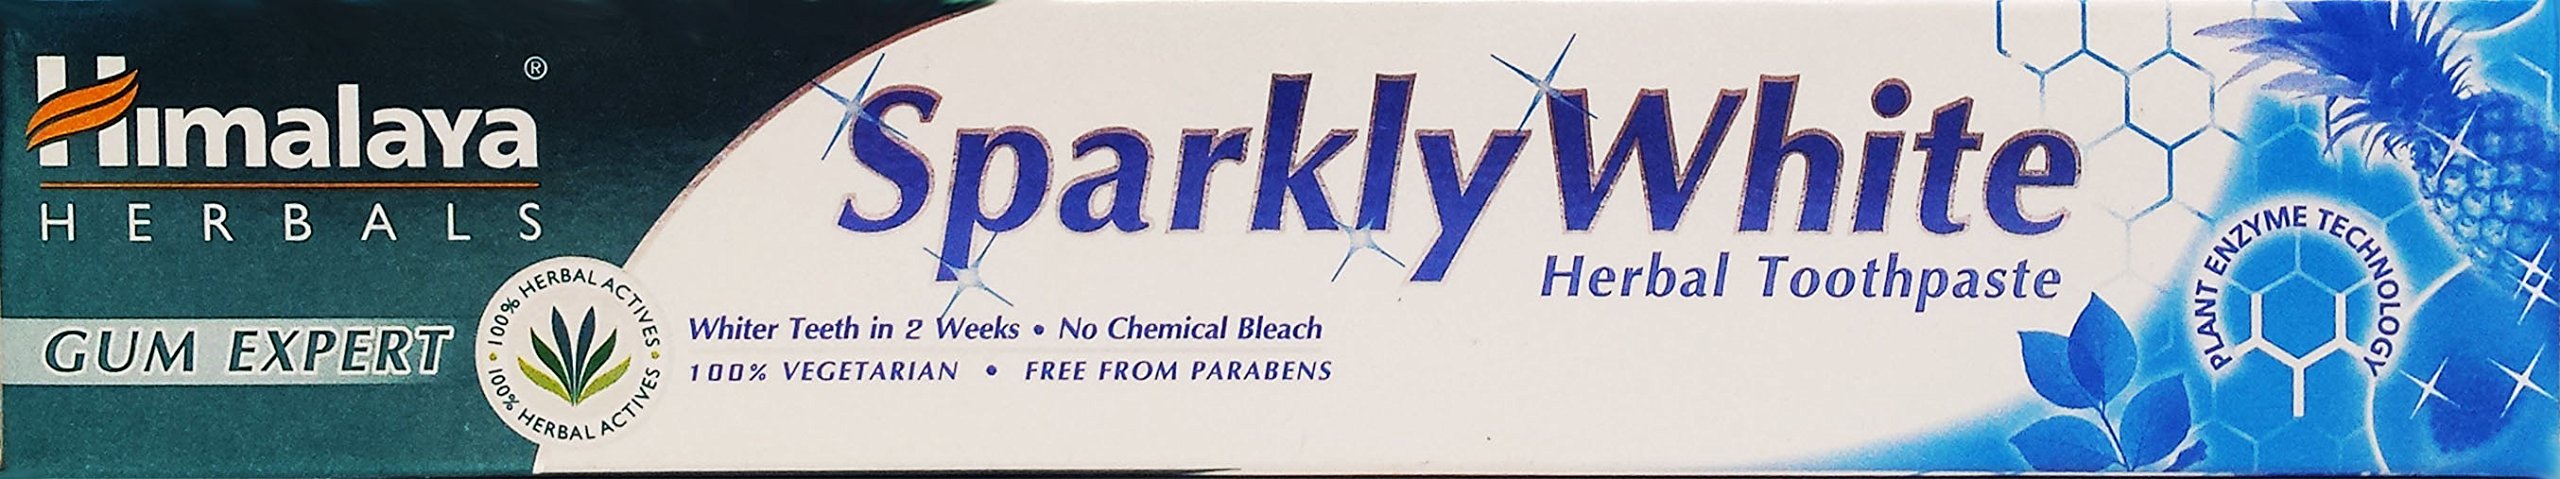 Himalaya®
HERBALS
GUM EXPERT
100% HERBAL ACTIVES • 100% HERBAL ACTIVES •
SparklyWhite
Herbal Toothpaste
Whiter Teeth in 2 Weeks • No Chemical Bleach
100% VEGETARIAN • FREE FROM PARABENS
PLANT ENZYME TECHNOLOGY